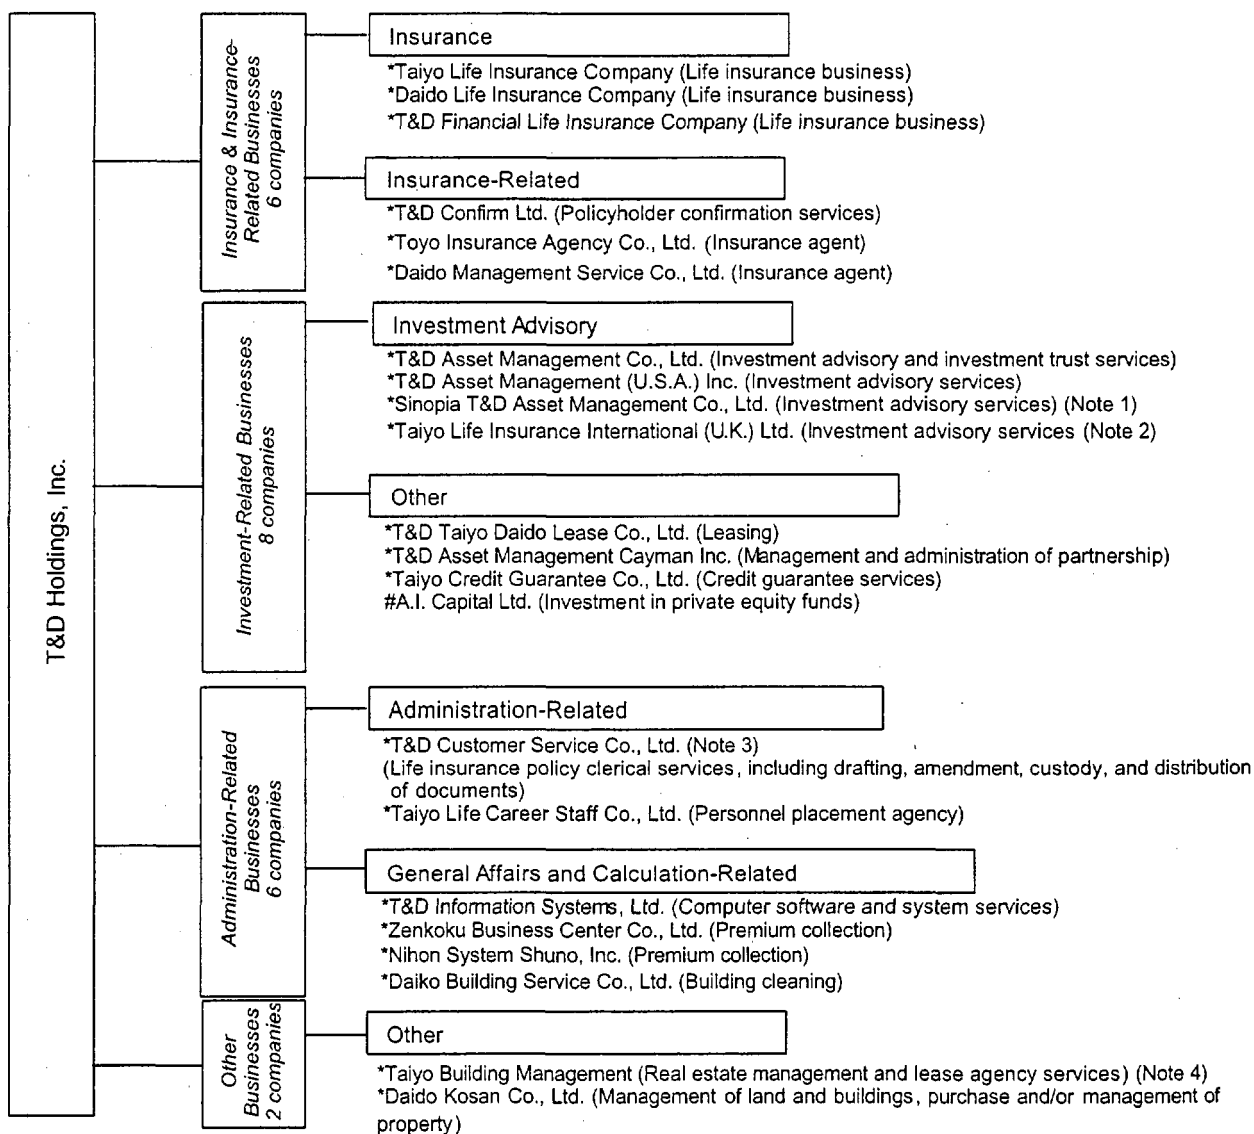 T&D Holdings, Inc.
Insurance & Insurance-
Related Businesses
6 companies
Insurance
*Taiyo Life Insurance Company (Life insurance business)
*Daido Life Insurance Company (Life insurance business)
*T&D Financial Life Insurance Company (Life insurance business)
Insurance-Related
*T&D Confirm Ltd. (Policyholder confirmation services)
*Toyo Insurance Agency Co., Ltd. (Insurance agent)
*Daido Management Service Co., Ltd. (Insurance agent)
Investment-Related Businesses
8 companies
Investment Advisory
*T&D Asset Management Co., Ltd. (Investment advisory and investment trust services)
*T&D Asset Management (U.S.A.) Inc. (Investment advisory services)
*Sinopia T&D Asset Management Co., Ltd. (Investment advisory services) (Note 1)
*Taiyo Life Insurance International (U.K.) Ltd. (Investment advisory services (Note 2)
Other
*T&D Taiyo Daido Lease Co., Ltd. (Leasing)
*T&D Asset Management Cayman Inc. (Management and administration of partnership)
*Taiyo Credit Guarantee Co., Ltd. (Credit guarantee services)
#A.I. Capital Ltd. (Investment in private equity funds)
Administration-Related
Businesses
6 companies
Administration-Related
*T&D Customer Service Co., Ltd. (Note 3)
(Life insurance policy clerical services, including drafting, amendment, custody, and distribution
of documents)
*Taiyo Life Career Staff Co., Ltd. (Personnel placement agency)
General Affairs and Calculation-Related
*T&D Information Systems, Ltd. (Computer software and system services)
*Zenkoku Business Center Co., Ltd. (Premium collection)
*Nihon System Shuno, Inc. (Premium collection)
*Daiko Building Service Co., Ltd. (Building cleaning)
Other
Businesses
2 companies
Other
*Taiyo Building Management (Real estate management and lease agency services) (Note 4)
*Daido Kosan Co., Ltd. (Management of land and buildings, purchase and/or management of
property)